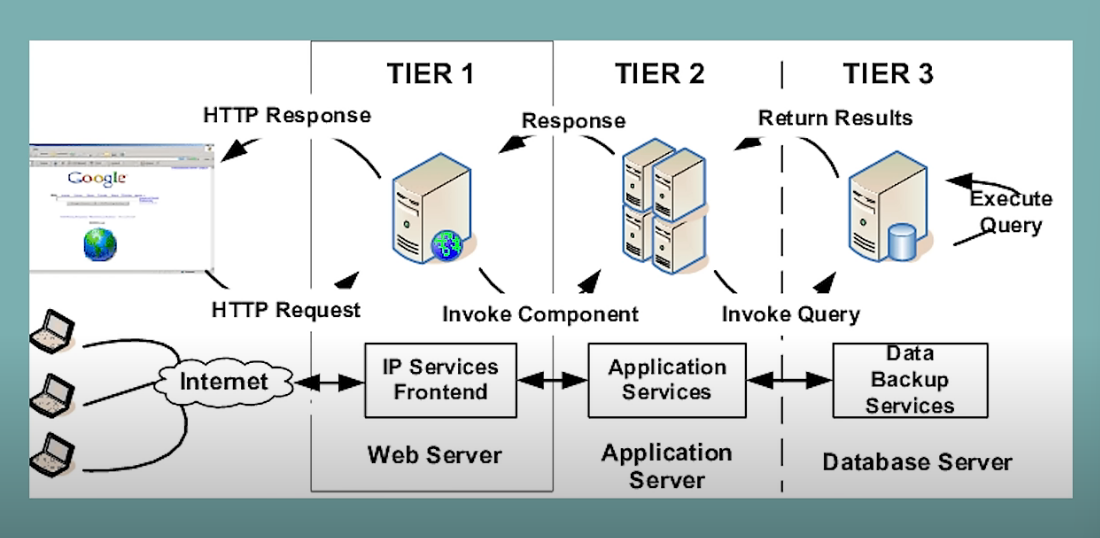 TIER 1
TIER 2
TIER 3
HTTP Response
Response
Return Results
Google
Execute
Query
HTTP Request
Invoke Component
Invoke Query
Internet
IP Services
Frontend
Application
Services
Data
Backup
Services
Web Server
Application
Server
Database Server